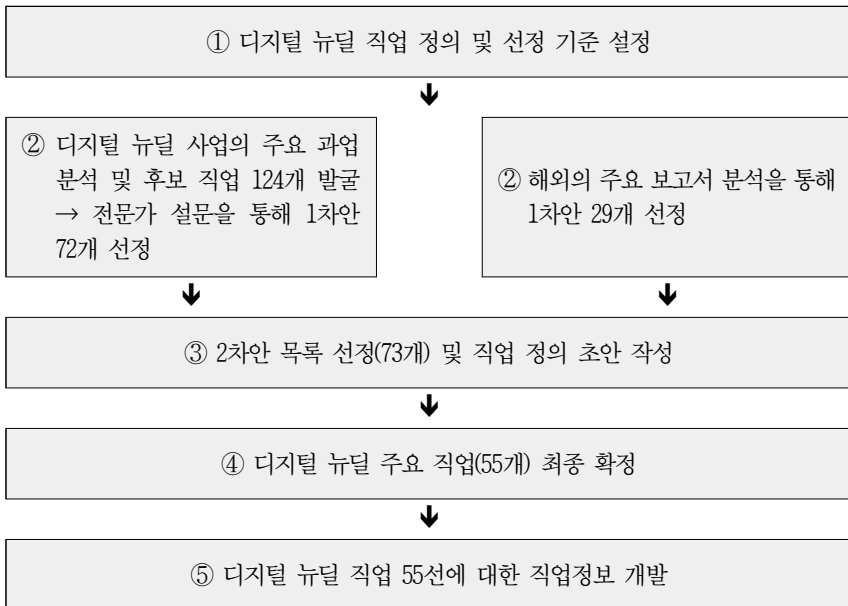 ① 디지털 뉴딜 직업 정의 및 선정 기준 설정
② 디지털 뉴딜 사업의 주요 과업
분석 및 후보 직업 124개 발굴
→ 전문가 설문을 통해 1차안
72개 선정
② 해외의 주요 보고서 분석을 통해
1차안 29개 선정
③ 2차안 목록 선정(73개) 및 직업 정의 초안 작성
④ 디지털 뉴딜 주요 직업(55개) 최종 확정
⑤ 디지털 뉴딜 직업 55선에 대한 직업정보 개발